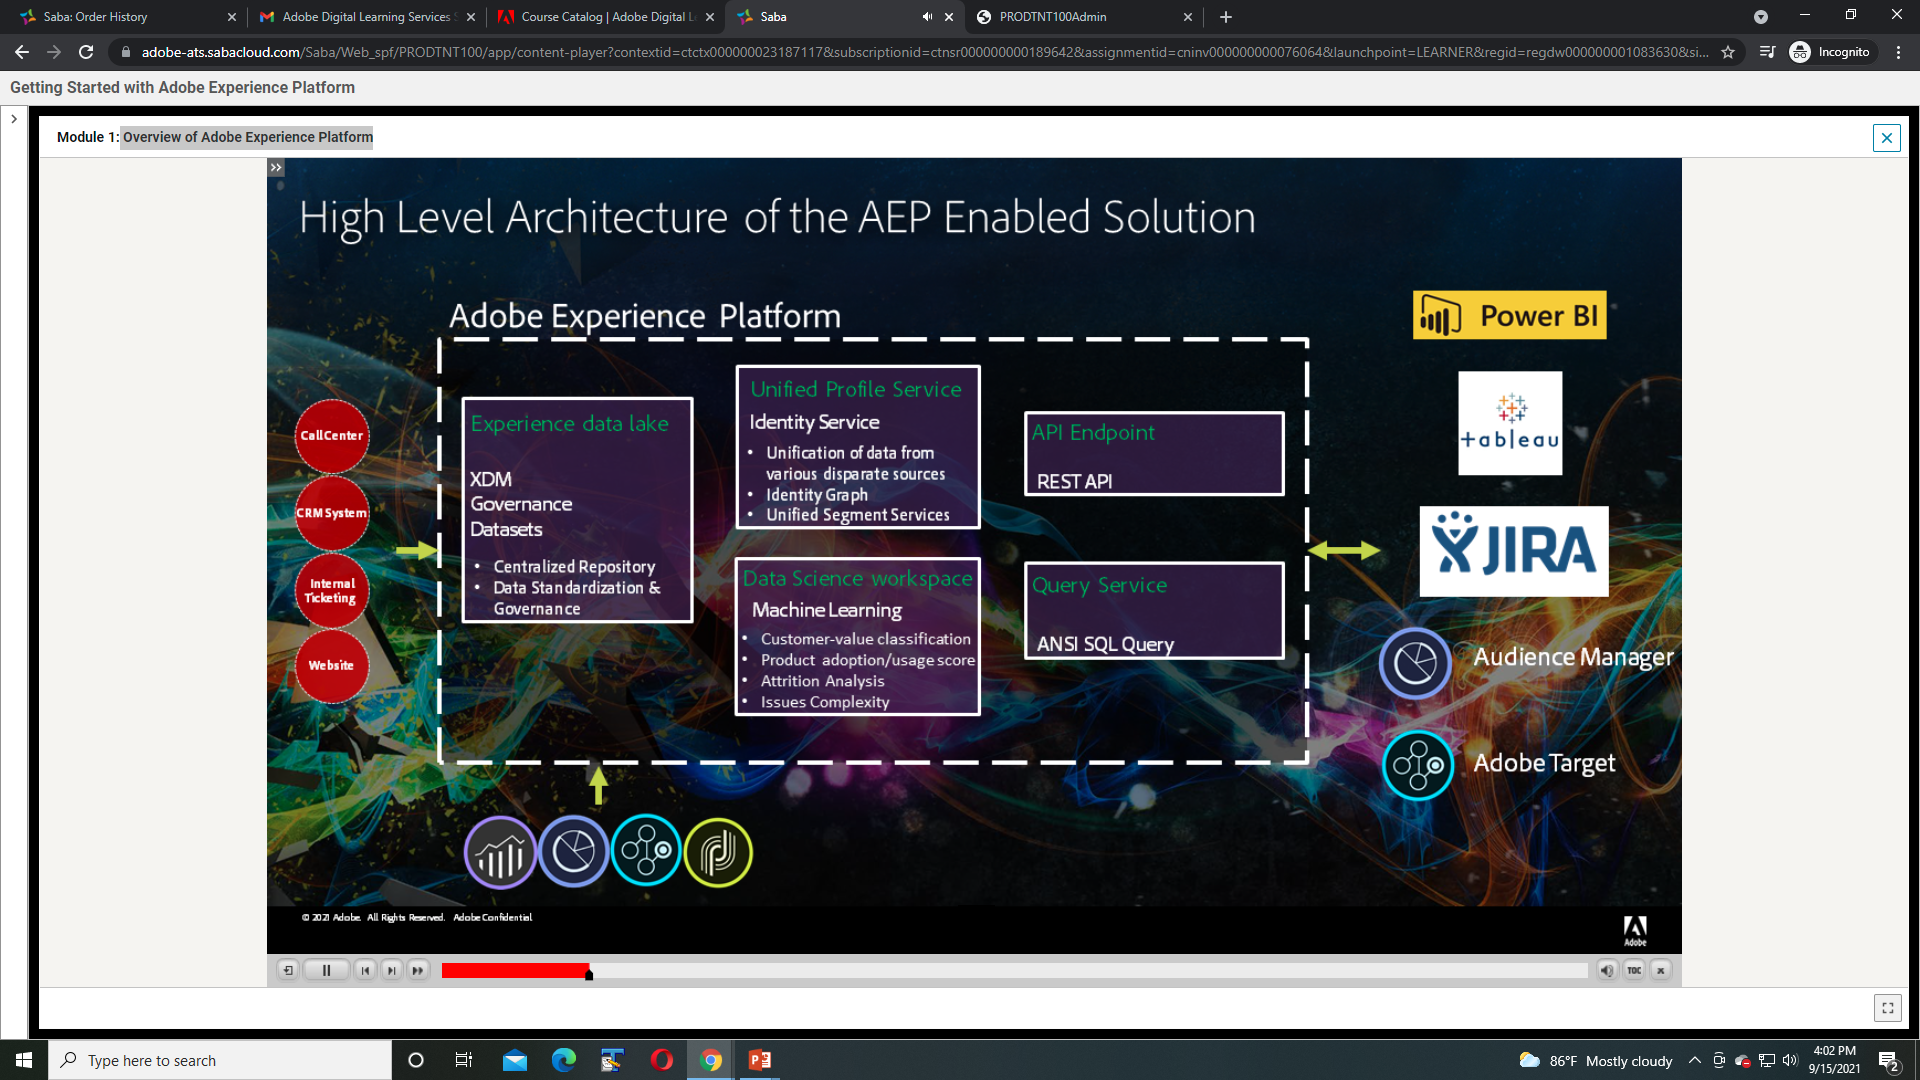 Saba: Order History
Adobe Digital Learning Services S
Course Catalog | Adobe Digital L
Saba
PRODTNT100Admin
adobe-ats.sabacloud.com/Saba/Web_spf/PRODTNT100/app/content-player?contextid=ctctx000000023187117&subscriptionid=ctnsr000000000189642&assignmentid=cninv000000000076064&launchpoint=LEARNER&regid=regdw000000001083630&si...
Incognito
Getting Started with Adobe Experience Platform
Module 1: Overview of Adobe Experience Platform
High Level Architecture of the AEP Enabled Solution
Adobe Experience Platform
Call Center
CRM System
Internal
Ticketing
Website
Experience data lake
XDM
Governance
Datasets
• Centralized Repository
• Data Standardization &
Governance
Unified Profile Service
Identity Service
• Unification of data from
various disparate sources
• Identity Graph
• Unified Segment Services
Data Science workspace
Machine Learning
• Customer-value classification
• Product adoption/usage score
• Attrition Analysis
• Issues Complexity
API Endpoint
REST API
Query Service
ANSI SQL Query
Power BI
+ableau
JIRA
Audience Manager
Adobe Target
© 2021 Adobe. All Rights Reserved. Adobe Confidential
Adobe
TOC
Type here to search
86°F Mostly cloudy
4:02 PM
9/15/2021
2